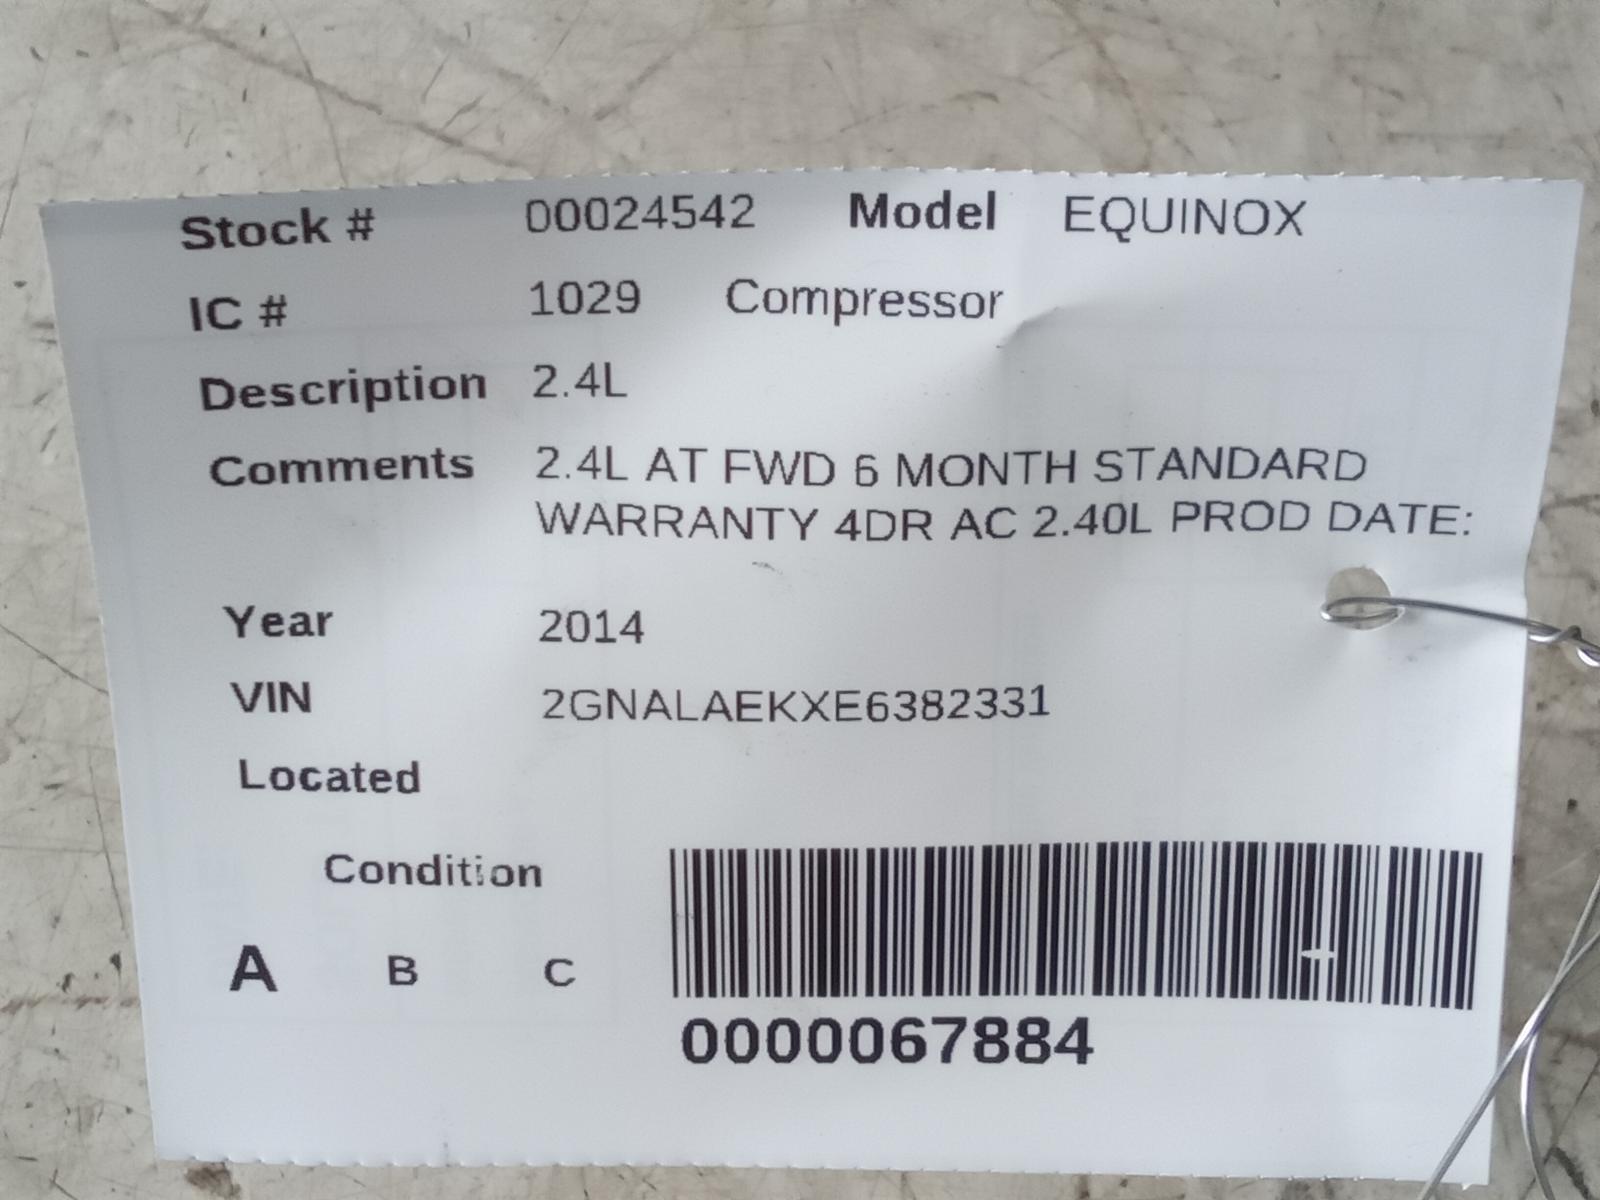 Stock # 00024542 Model EQUINOX
IC # 1029 Compressor
Description 2.4L
Comments 2.4L AT FWD 6 MONTH STANDARD
WARRANTY 4DR AC 2.40L PROD DATE:
Year 2014
VIN 2GNALAEKXE6382331
Located
Condition
A B C
0000067884